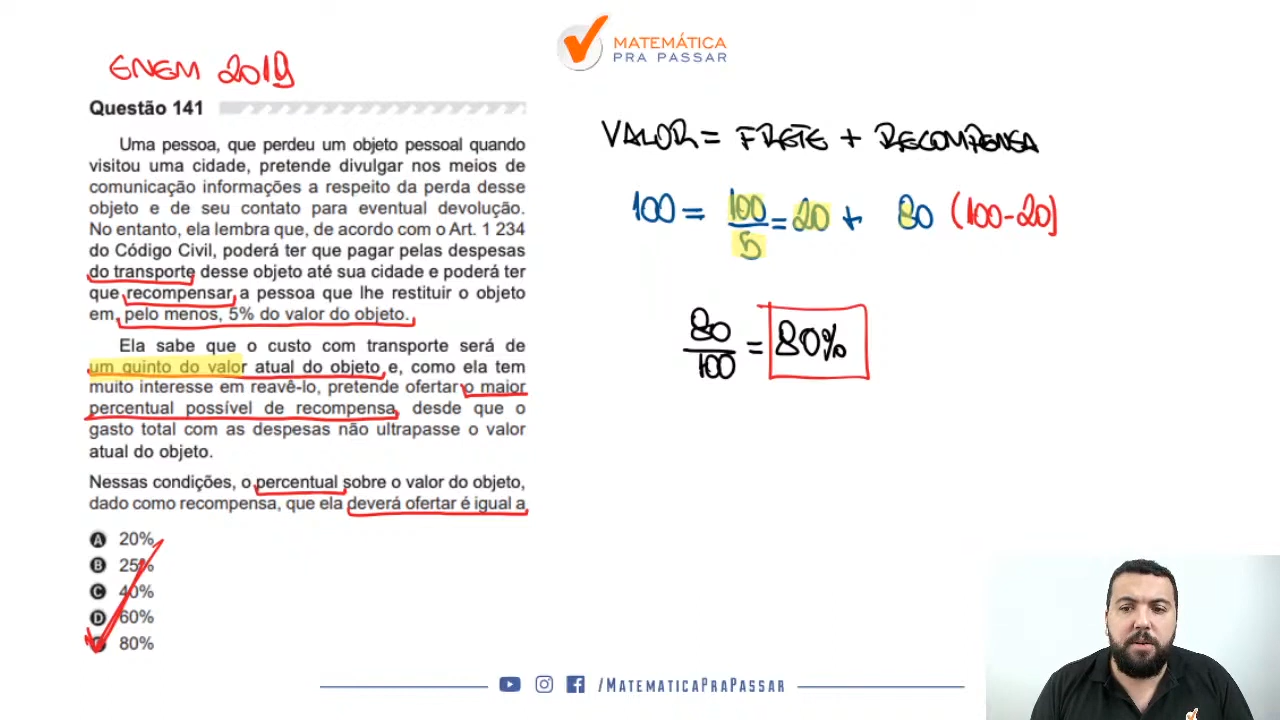 MATEMÁTICA
PRA PASSAR
ENEM 2019
Questão 141
Uma pessoa, que perdeu um objeto pessoal quando
visitou uma cidade, pretende divulgar nos meios de
comunicação informações a respeito da perda desse
objeto e de seu contato para eventual devolução.
No entanto, ela lembra que, de acordo com o Art. 1 234
do Código Civil, poderá ter que pagar pelas despesas
do transporte desse objeto até sua cidade e poderá ter
que recompensar a pessoa que lhe restituir o objeto
em, pelo menos, 5% do valor do objeto.
Ela sabe que o custo com transporte será de
um quinto do valor atual do objeto e, como ela tem
muito interesse em reavê-lo, pretende ofertar o maior
percentual possível de recompensa, desde que o
gasto total com as despesas não ultrapasse o valor
atual do objeto.
Nessas condições, o percentual sobre o valor do objeto,
dado como recompensa, que ela deverá ofertar é igual a
A 20%
B 25%
C 40%
D 60%
80%
VALOR = FRETE + RECOMPENSA
100 = 100/5 = 20 + 80 (100-20)
80/100 = 80%
/MATEMATICAPRAPASSAR